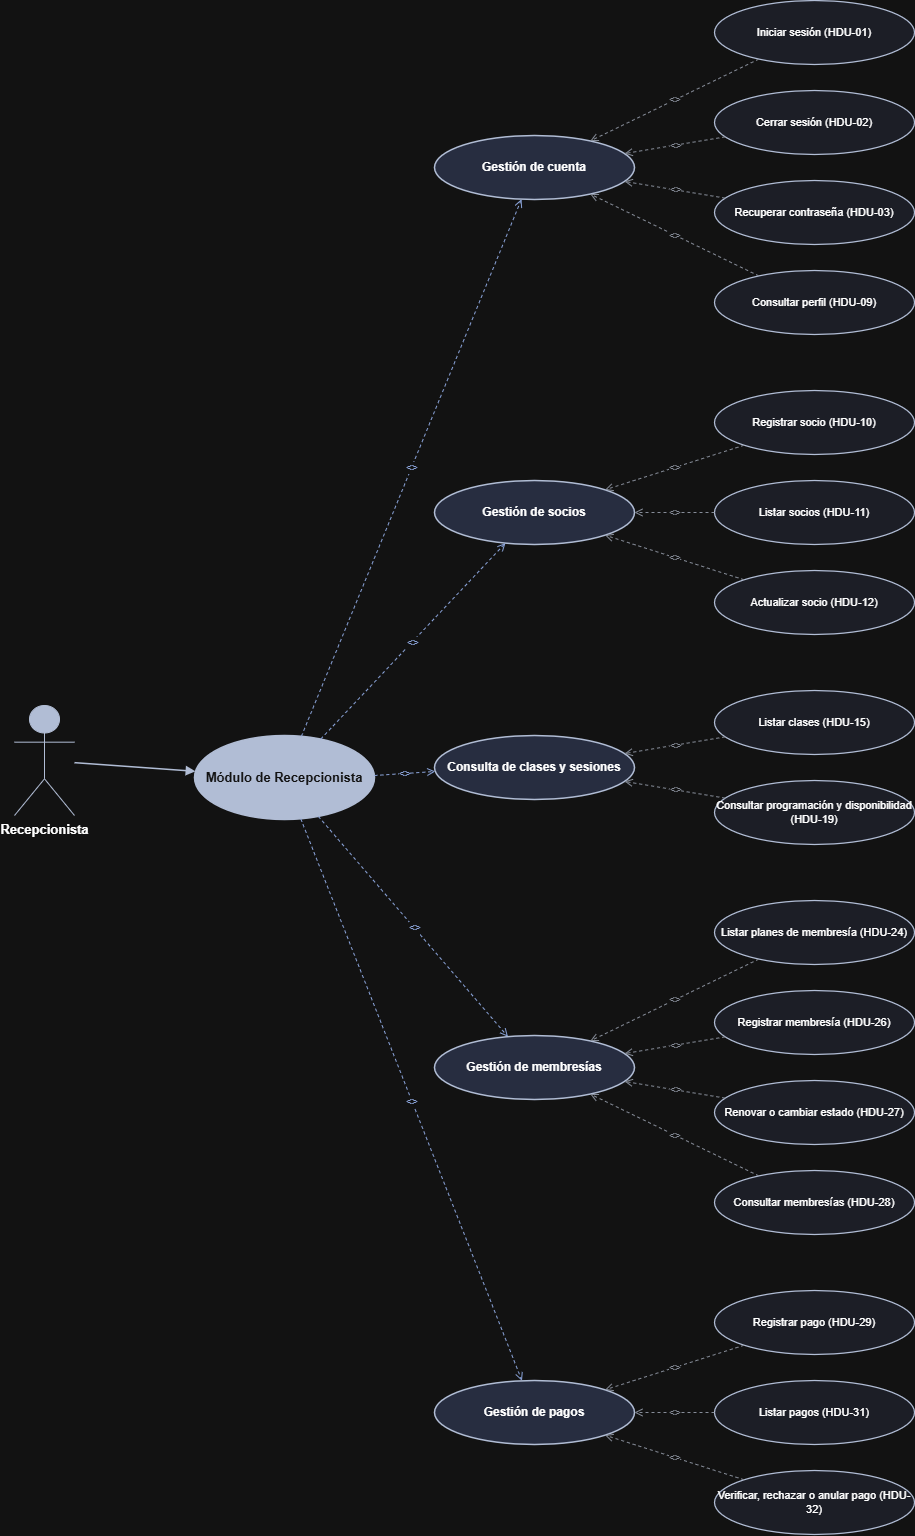 Iniciar sesión (HDU-01)
Cerrar sesión (HDU-02)
Gestión de cuenta
Recuperar contraseña (HDU-03)
Consultar perfil (HDU-09)
Registrar socio (HDU-10)
Gestión de socios
Listar socios (HDU-11)
Actualizar socio (HDU-12)
Listar clases (HDU-15)
Consulta de clases y sesiones
Módulo de Recepcionista
Consultar programación y disponibilidad
(HDU-19)
Recepcionista
Listar planes de membresía (HDU-24)
Registrar membresía (HDU-26)
Gestión de membresías
Renovar o cambiar estado (HDU-27)
Consultar membresías (HDU-28)
Registrar pago (HDU-29)
Gestión de pagos
Listar pagos (HDU-31)
Verificar, rechazar o anular pago (HDU-
32)